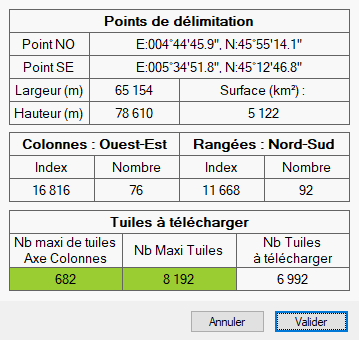 Points de délimitation
Point NO E:004°44'45.9", N:45°55'14.1"
Point SE E:005°34'51.8", N:45°12'46.8"
Largeur (m) 65 154 Surface (km²) :
Hauteur (m) 78 610 5 122
Colonnes : Ouest-Est Rangées : Nord-Sud
Index Nombre Index Nombre
16 816 76 11 668 92
Tuiles à télécharger
Nb maxi de tuiles
Axe Colonnes
Nb Maxi Tuiles
Nb Tuiles
à télécharger
682 8 192 6 992
Annuler Valider